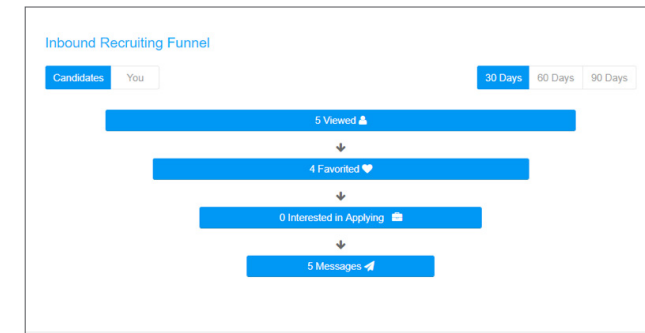 Inbound Recruiting Funnel
Candidates You 30 Days 60 Days 90 Days
5 Viewed
4 Favorited
0 Interested in Applying
5 Messages